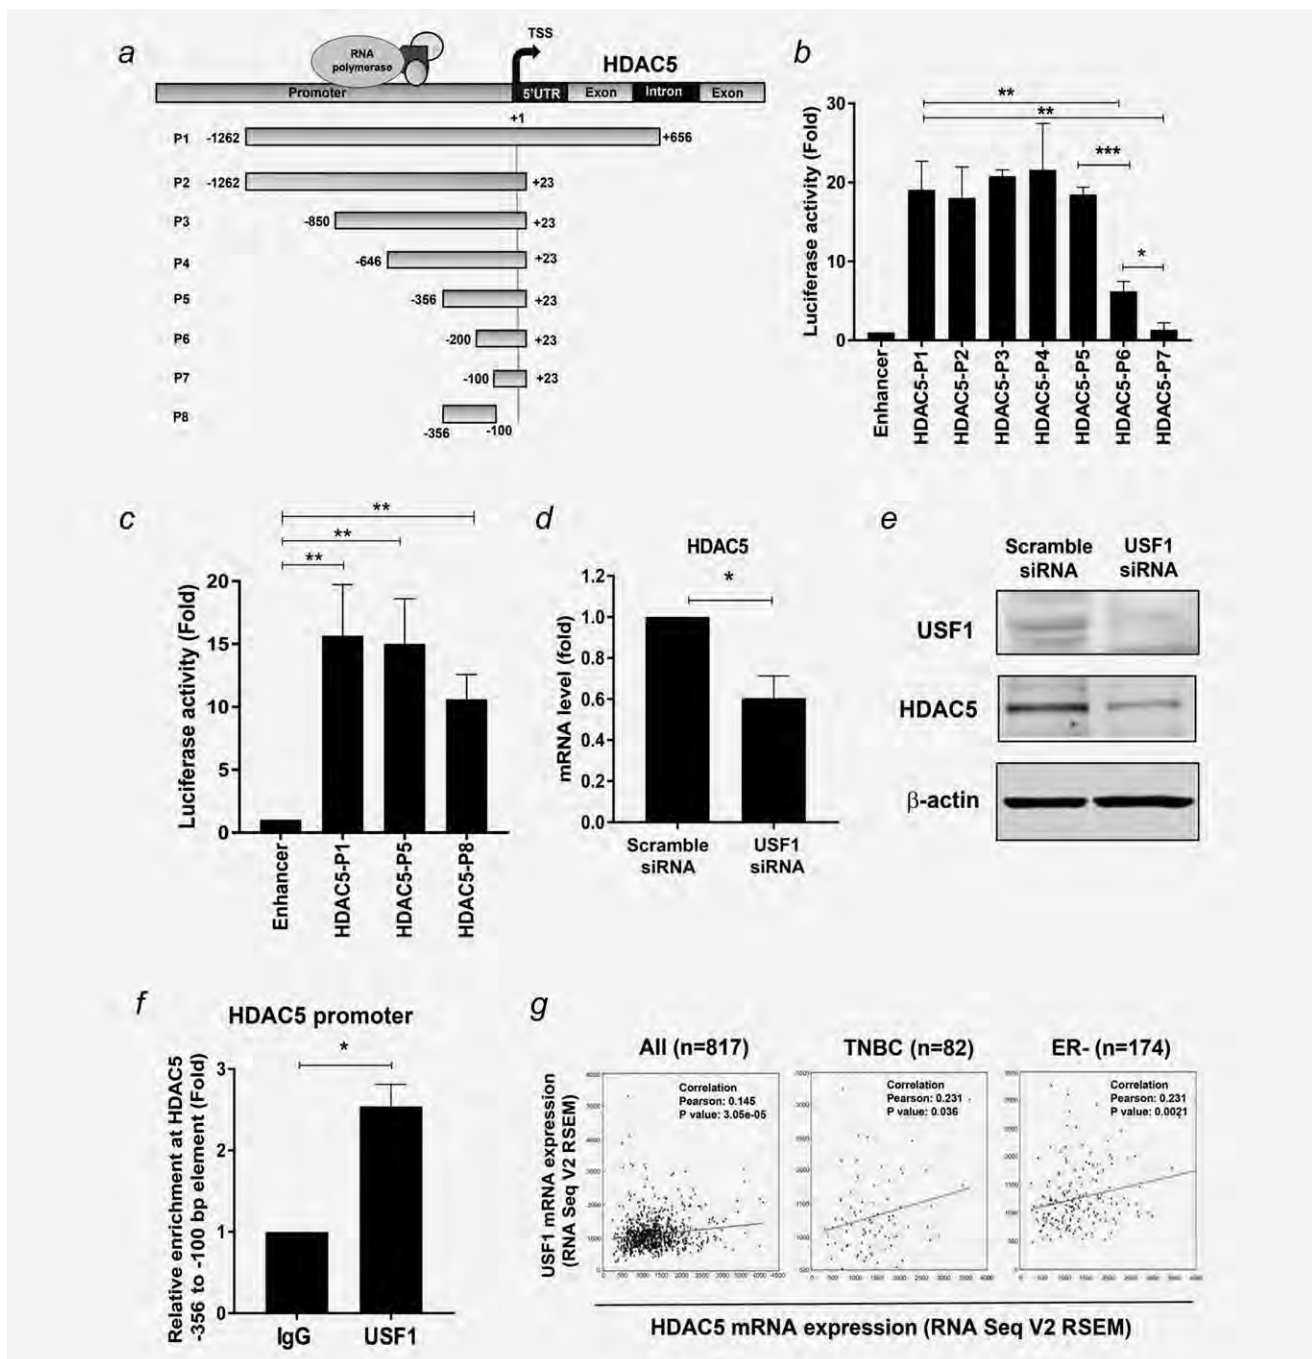 a
TSS
RNA
polymerase
HDAC5
Promoter
5'UTR
Exon
Intron
Exon
+1
P1
-1262
+656
P2
-1262
+23
P3
-850
+23
P4
-646
+23
P5
-356
+23
P6
-200
+23
P7
-100
+23
P8
-356
-100
b
Luciferase activity (Fold)
30
20
10
0
**
**
***
*
Enhancer
HDAC5-P1
HDAC5-P2
HDAC5-P3
HDAC5-P4
HDAC5-P5
HDAC5-P6
HDAC5-P7
c
Luciferase activity (Fold)
20
15
10
5
0
**
**
**
Enhancer
HDAC5-P1
HDAC5-P5
HDAC5-P8
d
HDAC5
mRNA level (fold)
1.2
1.0
0.8
0.6
0.4
0.2
0.0
*
Scramble
siRNA
USF1
siRNA
e
Scramble
siRNA
USF1
siRNA
USF1
HDAC5
β-actin
f
HDAC5 promoter
Relative enrichment at HDAC5
-356 to -100 bp element (Fold)
3
2
1
0
*
IgG
USF1
g
USF1 mRNA expression
(RNA Seq V2 RSEM)
All (n=817)
Correlation
Pearson: 0.145
P value: 3.05e-05
TNBC (n=82)
Correlation
Pearson: 0.231
P value: 0.036
ER- (n=174)
Correlation
Pearson: 0.231
P value: 0.0021
HDAC5 mRNA expression (RNA Seq V2 RSEM)